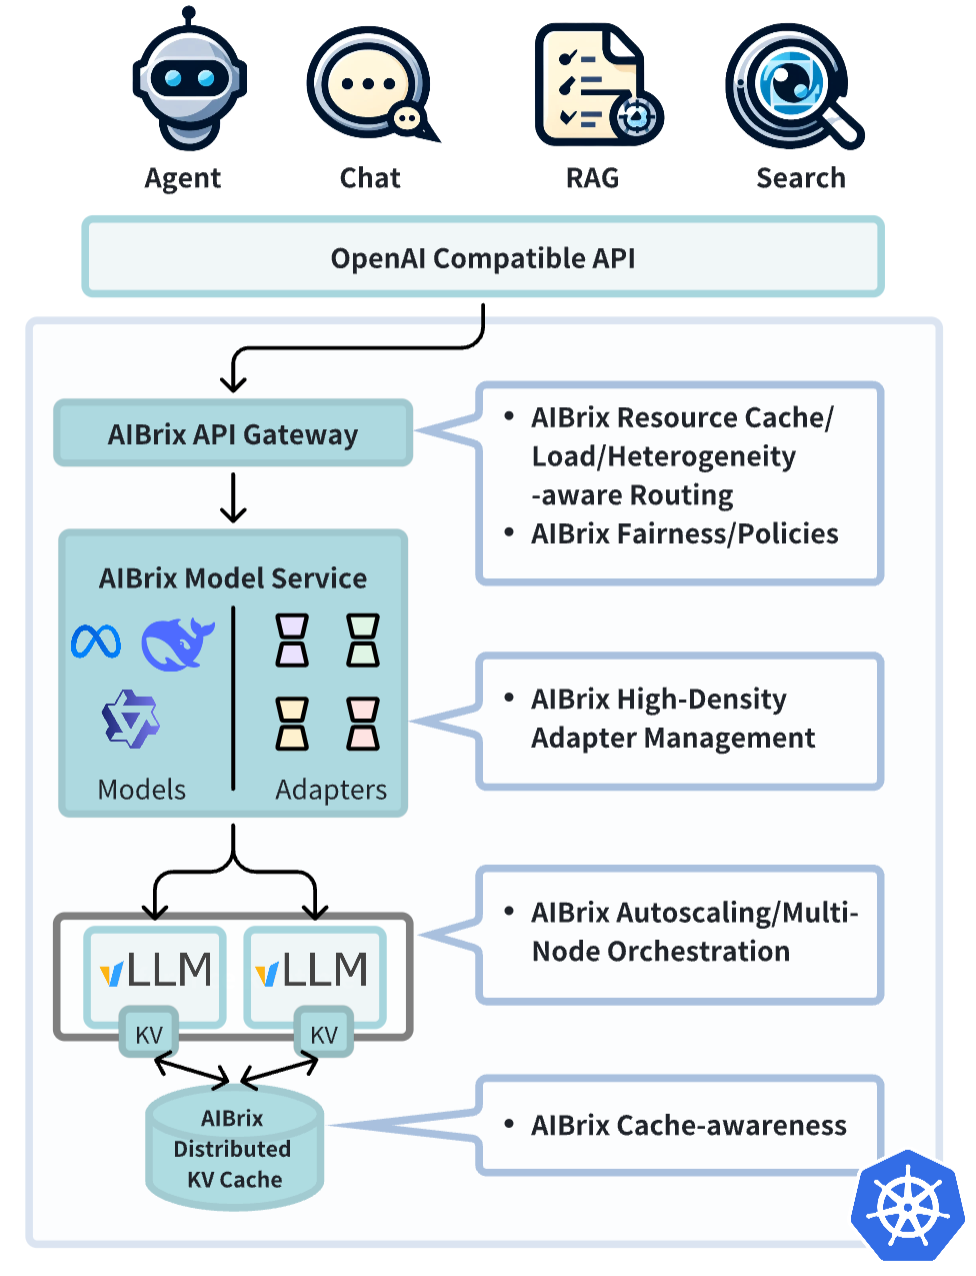 Agent
Chat
RAG
Search
OpenAI Compatible API
AIBrix API Gateway
• AIBrix Resource Cache/
Load/Heterogeneity
-aware Routing
• AIBrix Fairness/Policies
AIBrix Model Service
Models
Adapters
• AIBrix High-Density
Adapter Management
vLLM
vLLM
KV
KV
• AIBrix Autoscaling/Multi-
Node Orchestration
AIBrix
Distributed
KV Cache
• AIBrix Cache-awareness